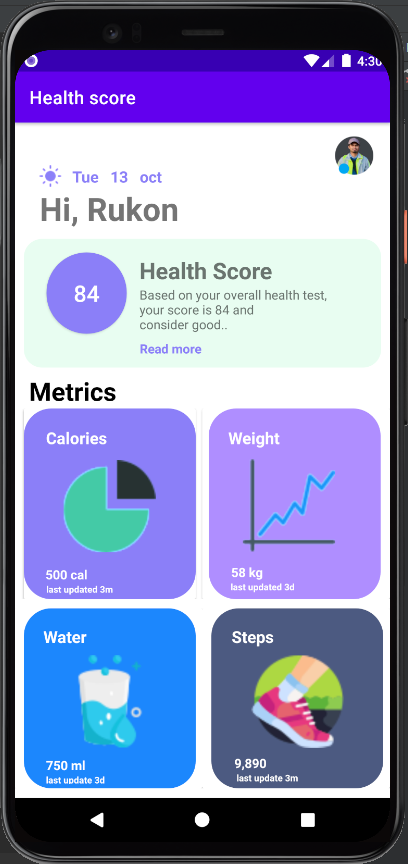 4:30
Health score
Tue 13 oct
Hi, Rukon
84
Health Score
Based on your overall health test,
your score is 84 and
consider good..
Read more
Metrics
Calories
500 cal
last updated 3m
Weight
58 kg
last updated 3d
Water
750 ml
last update 3d
Steps
9,890
last update 3m